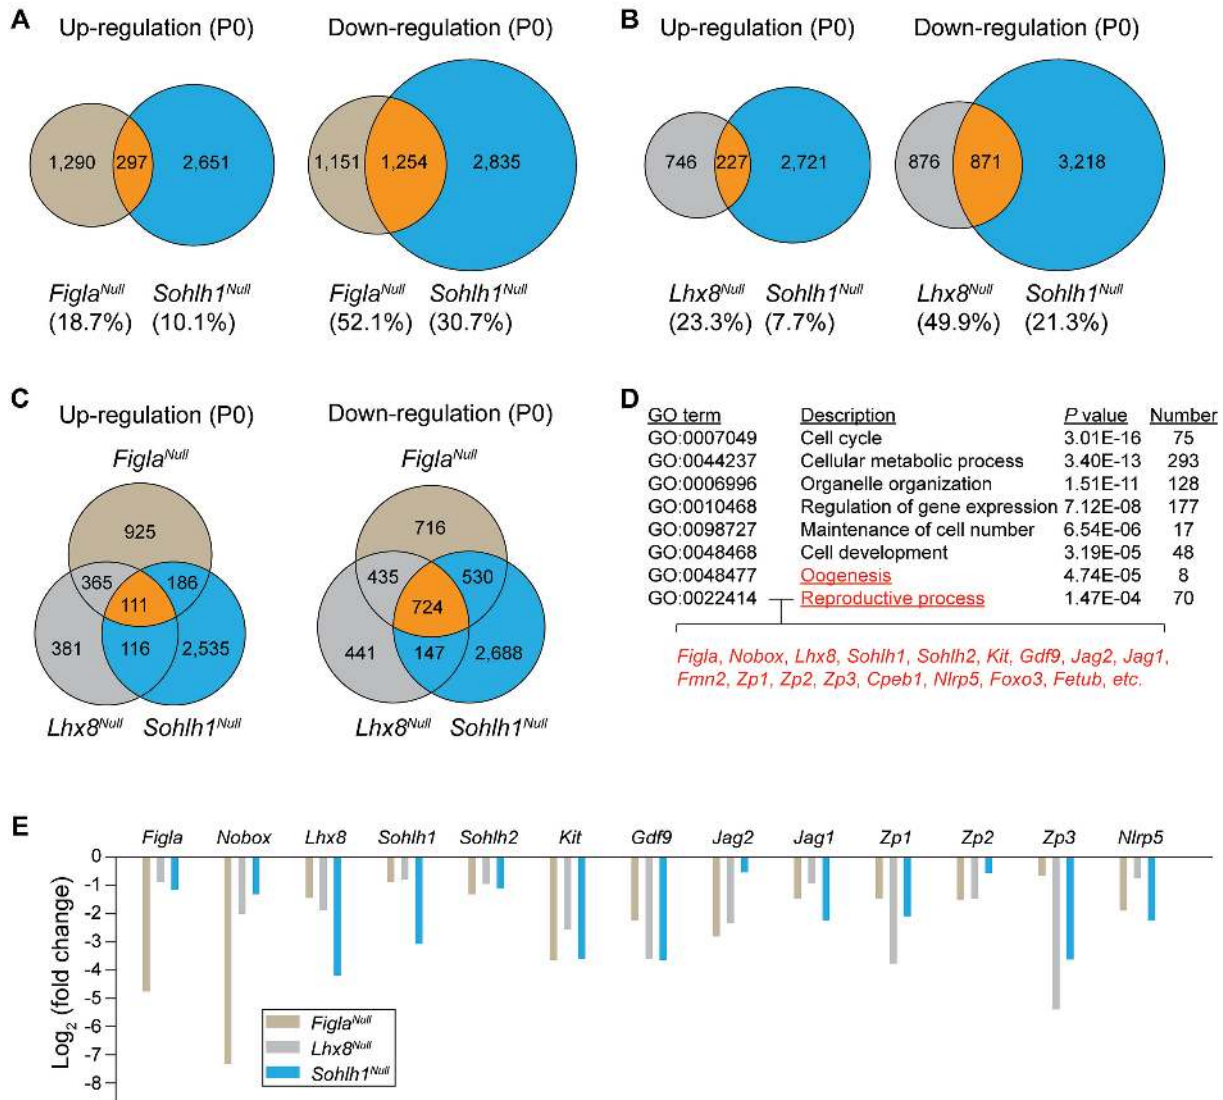 A
Up-regulation (P0) Down-regulation (P0)
1,290 297 2,651
1,151 1,254 2,835
Figla^Null Sohlh1^Null
(18.7%) (10.1%)
Figla^Null Sohlh1^Null
(52.1%) (30.7%)
B
Up-regulation (P0) Down-regulation (P0)
746 227 2,721
876 871 3,218
Lhx8^Null Sohlh1^Null
(23.3%) (7.7%)
Lhx8^Null Sohlh1^Null
(49.9%) (21.3%)
C
Up-regulation (P0)
Figla^Null
925
365 186
111
381 116 2,535
Lhx8^Null Sohlh1^Null
Down-regulation (P0)
Figla^Null
716
435 530
724
441 147 2,688
Lhx8^Null Sohlh1^Null
D
GO term Description P value Number
GO:0007049 Cell cycle 3.01E-16 75
GO:0044237 Cellular metabolic process 3.40E-13 293
GO:0006996 Organelle organization 1.51E-11 128
GO:0010468 Regulation of gene expression 7.12E-08 177
GO:0098727 Maintenance of cell number 6.54E-06 17
GO:0048468 Cell development 3.19E-05 48
GO:0048477 Oogenesis 4.74E-05 8
GO:0022414 Reproductive process 1.47E-04 70
Figla, Nobox, Lhx8, Sohlh1, Sohlh2, Kit, Gdf9, Jag2, Jag1,
Fmn2, Zp1, Zp2, Zp3, Cpeb1, Nlrp5, Foxo3, Fetub, etc.
E
Figla Nobox Lhx8 Sohlh1 Sohlh2 Kit Gdf9 Jag2 Jag1 Zp1 Zp2 Zp3 Nlrp5
Log₂ (fold change)
0
-1
-2
-3
-4
-5
-6
-7
-8
Figla^Null
Lhx8^Null
Sohlh1^Null